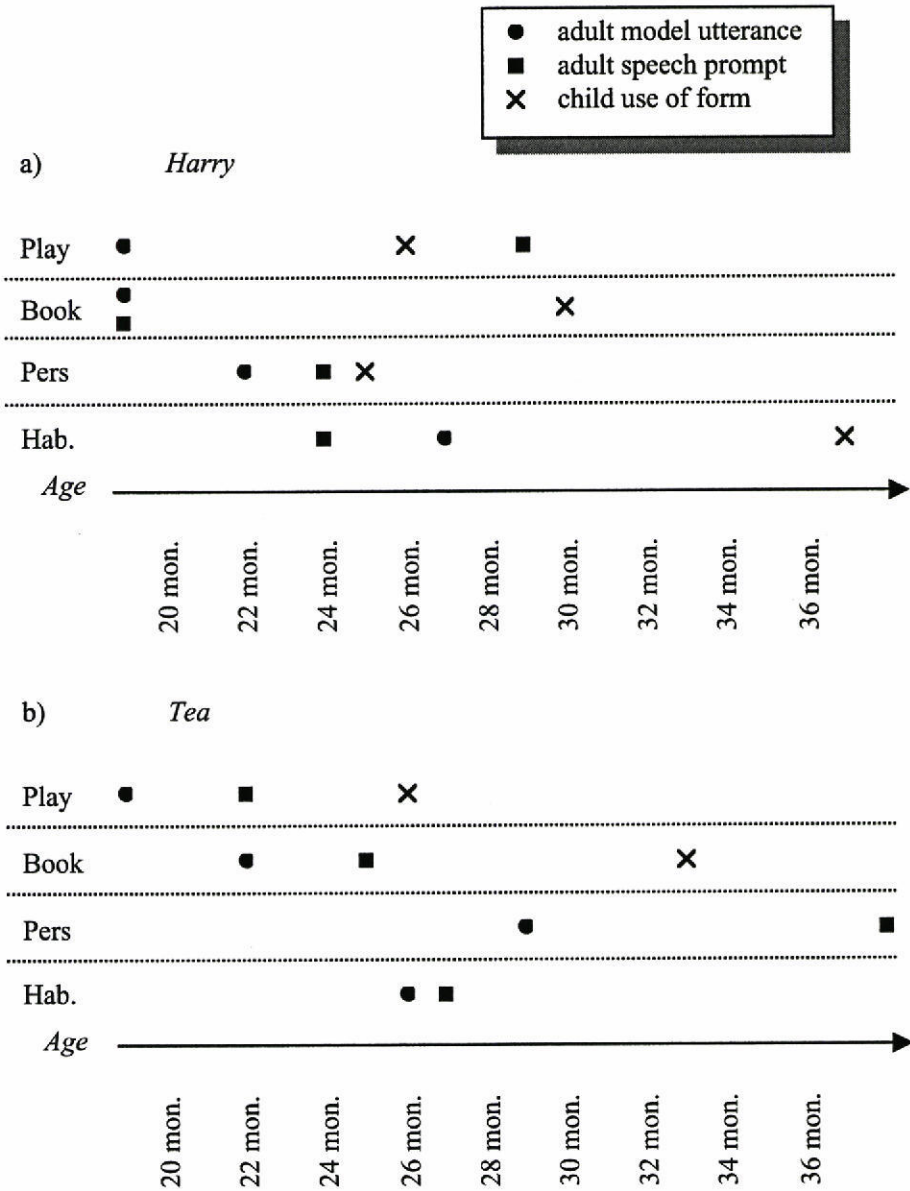 adult model utterance
adult speech prompt
child use of form
a) Harry
Play
Book
Pers
Hab.
Age
20 mon.
22 mon.
24 mon.
26 mon.
28 mon.
30 mon.
32 mon.
34 mon.
36 mon.
b) Tea
Play
Book
Pers
Hab.
Age
20 mon.
22 mon.
24 mon.
26 mon.
28 mon.
30 mon.
32 mon.
34 mon.
36 mon.